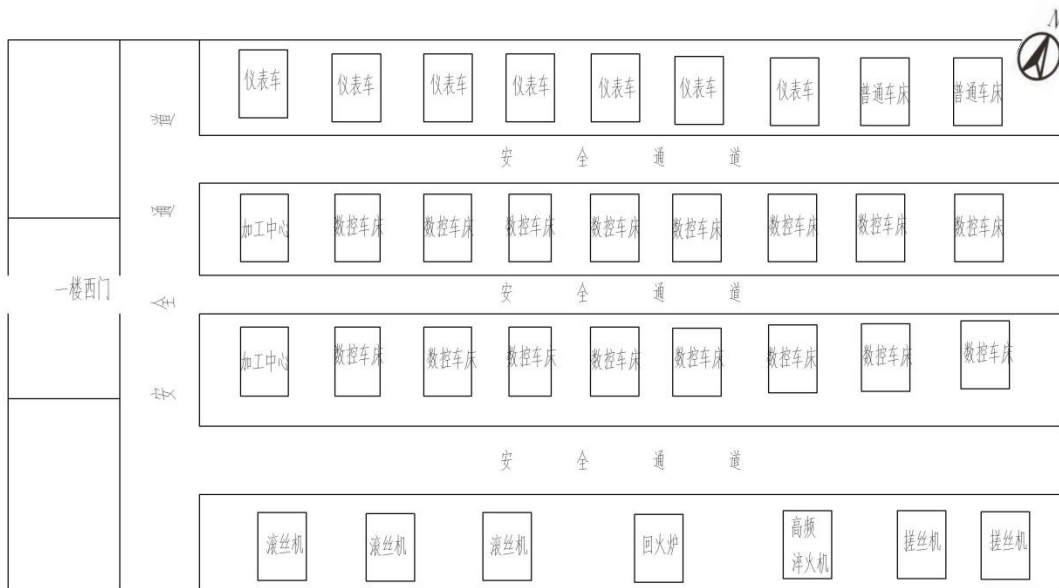 N
仪表车 仪表车 仪表车 仪表车 仪表车 仪表车 仪表车 普通车床 普通车床
安全通道
加工中心 数控车床 数控车床 数控车床 数控车床 数控车床 数控车床 数控车床 数控车床
安全通道
一楼西门
安全通道
加工中心 数控车床 数控车床 数控车床 数控车床 数控车床 数控车床 数控车床 数控车床
安全通道
滚丝机 滚丝机 滚丝机 回火炉 高频 搓丝机 搓丝机
淬火机